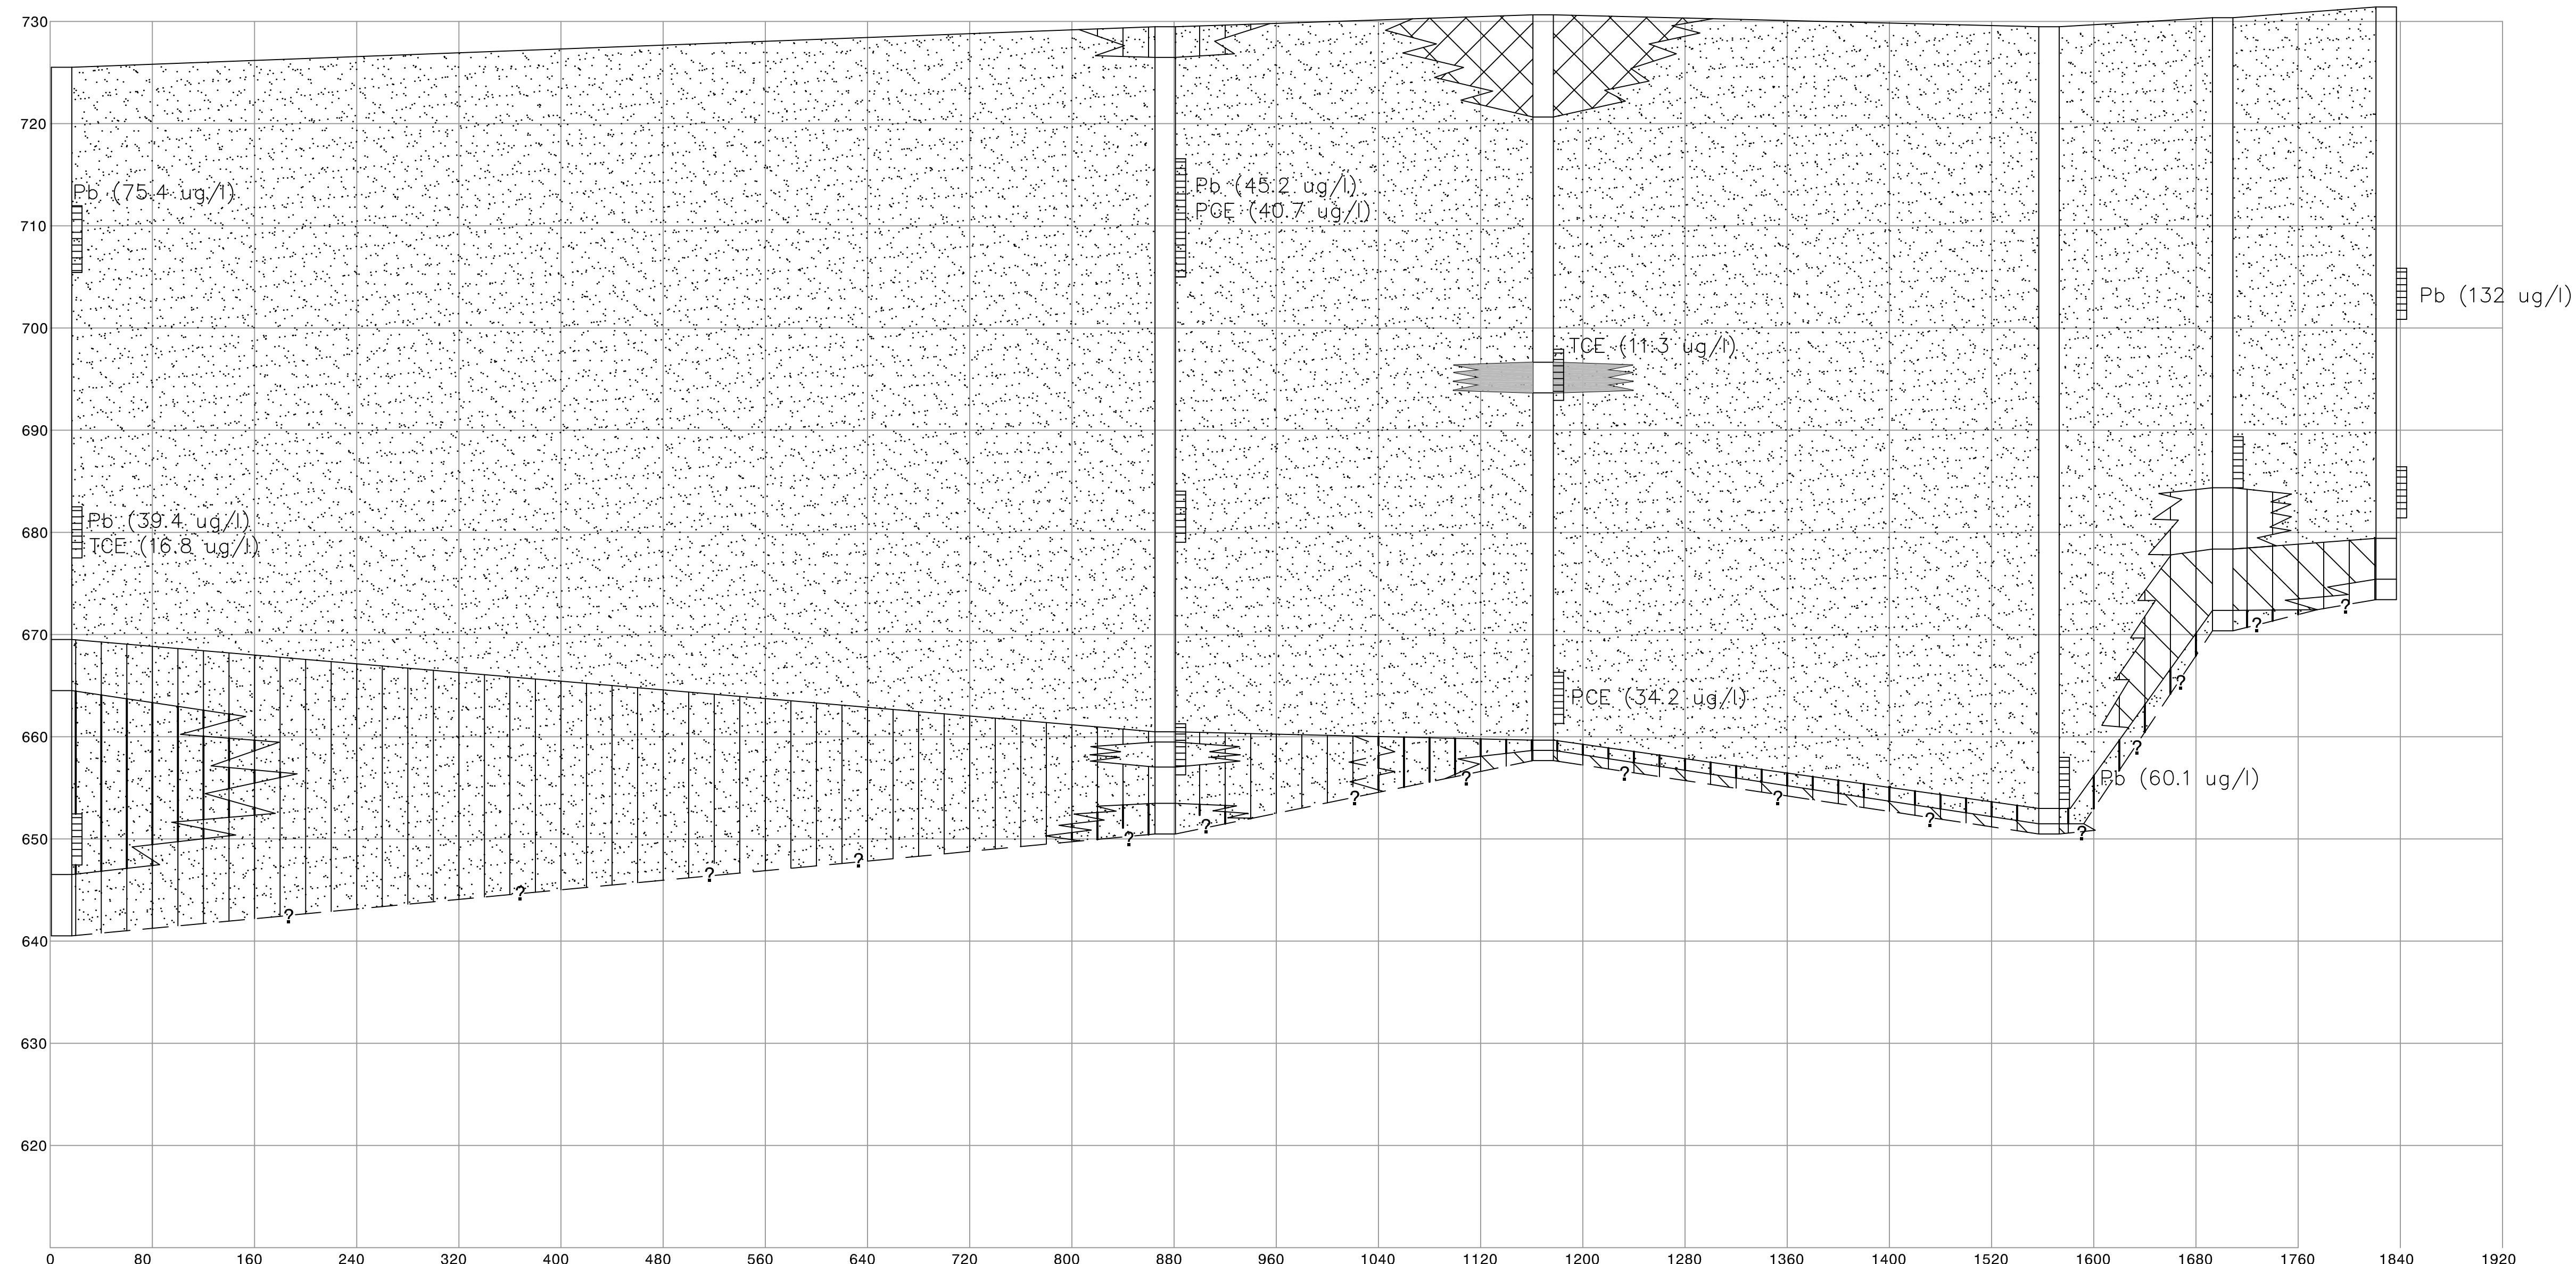 730
720
Pb (75.4 ug/l)
Pb (45.2 ug/l)
PCE (40.7 ug/l)
710
Pb (132 ug/l)
700
TCE (11.3 ug/l)
690
Pb (39.4 ug/l)
TCE (16.8 ug/l)
680
?
670
?
?
PCE (34.2 ug/l)
660
?
?
?
Pb (60.1 ug/l)
?
?
?
?
650
?
?
?
?
?
?
?
640
630
620
0 80 160 240 320 400 480 560 640 720 800 880 960 1040 1120 1200 1280 1360 1440 1520 1600 1680 1760 1840 1920